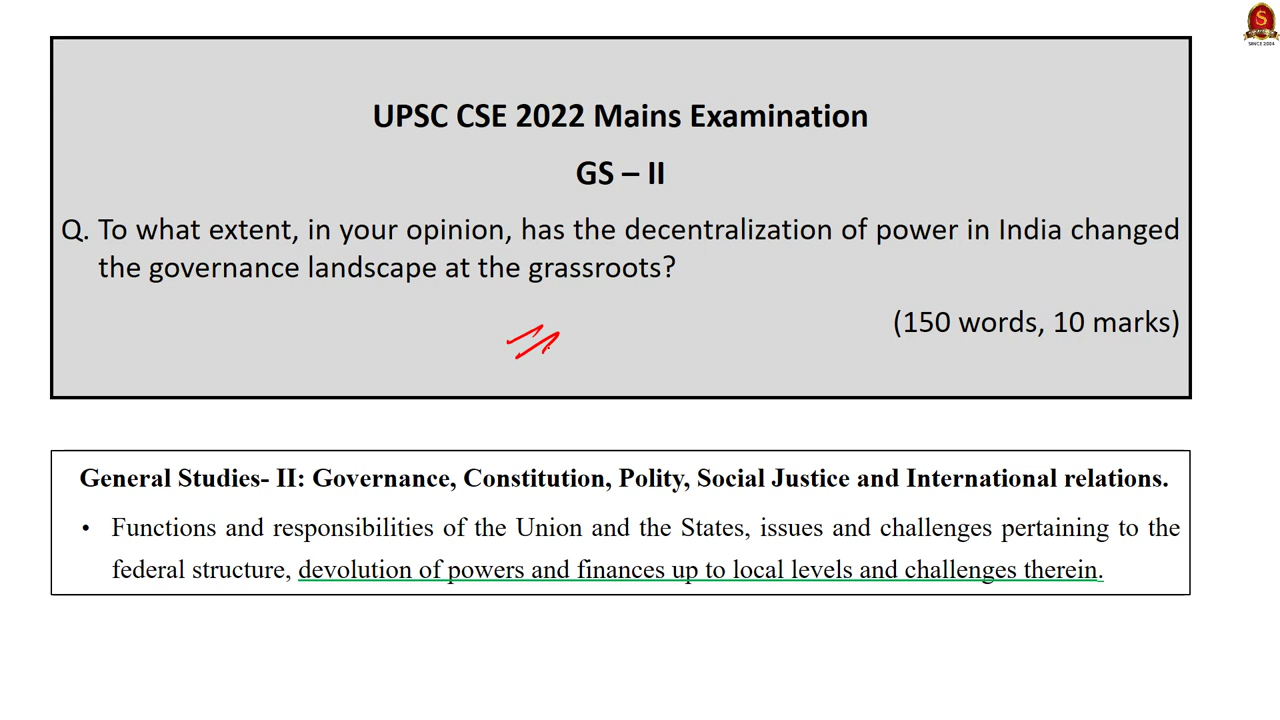 S
SINCE 2004
UPSC CSE 2022 Mains Examination
GS – II
Q. To what extent, in your opinion, has the decentralization of power in India changed
the governance landscape at the grassroots?
(150 words, 10 marks)
General Studies- II: Governance, Constitution, Polity, Social Justice and International relations.
• Functions and responsibilities of the Union and the States, issues and challenges pertaining to the
federal structure, devolution of powers and finances up to local levels and challenges therein.